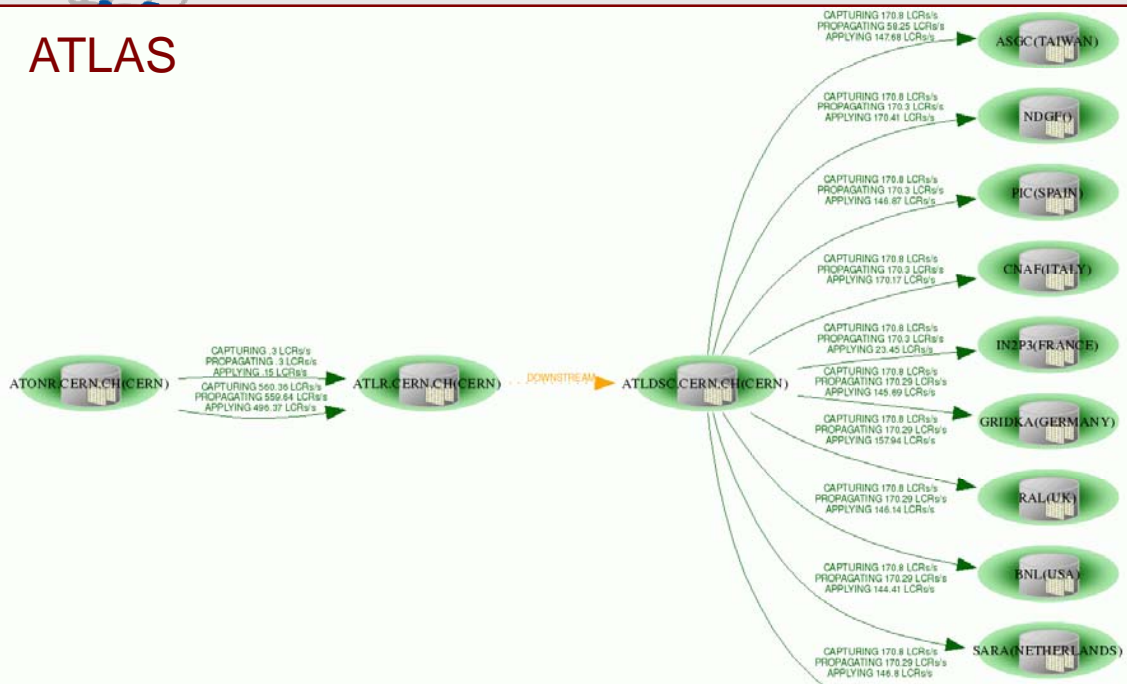 ATLAS
CAPTURING 170.8 LCRs/s
PROPAGATING 58.25 LCRs/s
APPLYING 147.68 LCRs/s
ASGC(TAIWAN)
CAPTURING 170.8 LCRs/s
PROPAGATING 170.3 LCRs/s
APPLYING 170.41 LCRs/s
NDGF()
CAPTURING 170.8 LCRs/s
PROPAGATING 170.3 LCRs/s
APPLYING 146.87 LCRs/s
PIC(SPAIN)
CAPTURING 170.8 LCRs/s
PROPAGATING 170.3 LCRs/s
APPLYING 170.17 LCRs/s
CNAF(ITALY)
CAPTURING 170.8 LCRs/s
PROPAGATING 170.3 LCRs/s
APPLYING 23.45 LCRs/s
IN2P3(FRANCE)
CAPTURING .3 LCRs/s
PROPAGATING .3 LCRs/s
APPLYING .15 LCRs/s
ATONR.CERN.CH(CERN)
CAPTURING 560.36 LCRs/s
PROPAGATING 559.64 LCRs/s
APPLYING 496.37 LCRs/s
ATLR.CERN.CH(CERN)
DOWNSTREAM
ATLDSC.CERN.CH(CERN)
CAPTURING 170.8 LCRs/s
PROPAGATING 170.29 LCRs/s
APPLYING 145.69 LCRs/s
GRIDKA(GERMANY)
CAPTURING 170.8 LCRs/s
PROPAGATING 170.29 LCRs/s
APPLYING 157.94 LCRs/s
RAL(UK)
CAPTURING 170.8 LCRs/s
PROPAGATING 170.29 LCRs/s
APPLYING 146.14 LCRs/s
BNL(USA)
CAPTURING 170.8 LCRs/s
PROPAGATING 170.29 LCRs/s
APPLYING 144.41 LCRs/s
SARA(NETHERLANDS)
CAPTURING 170.8 LCRs/s
PROPAGATING 170.29 LCRs/s
APPLYING 146.8 LCRs/s